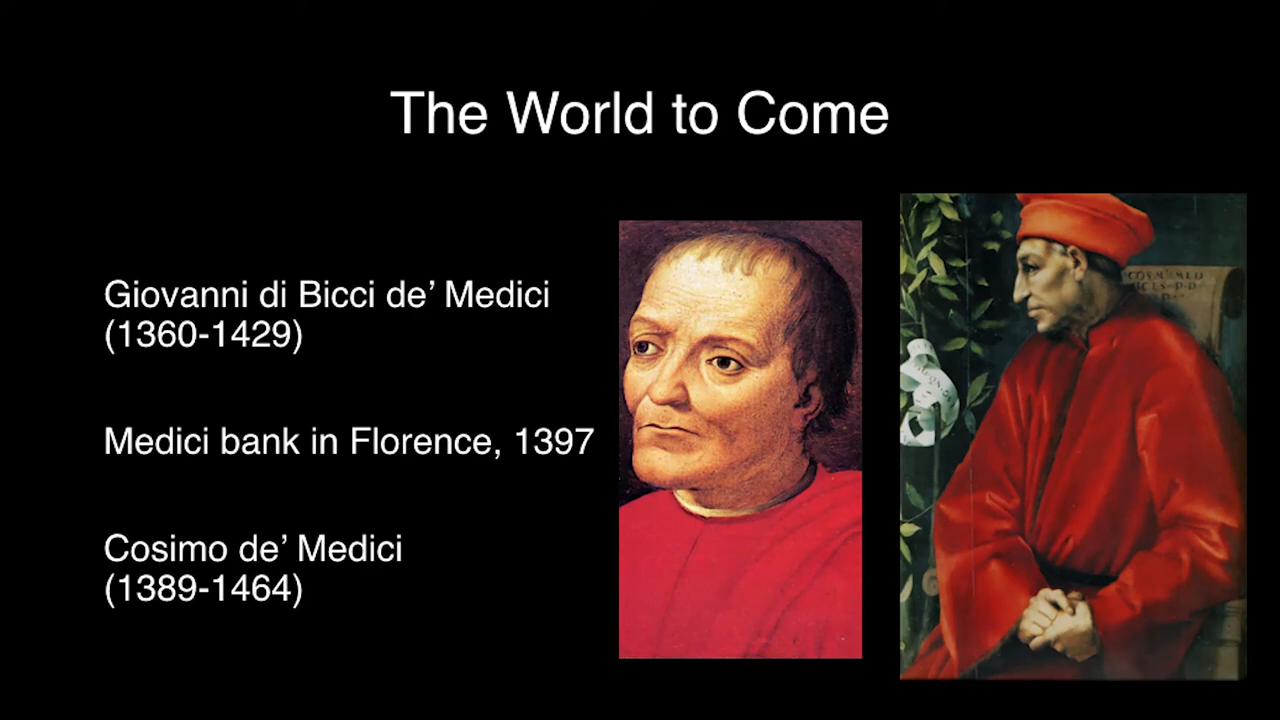 The World to Come
Giovanni di Bicci de’ Medici
(1360-1429)
Medici bank in Florence, 1397
Cosimo de’ Medici
(1389-1464)